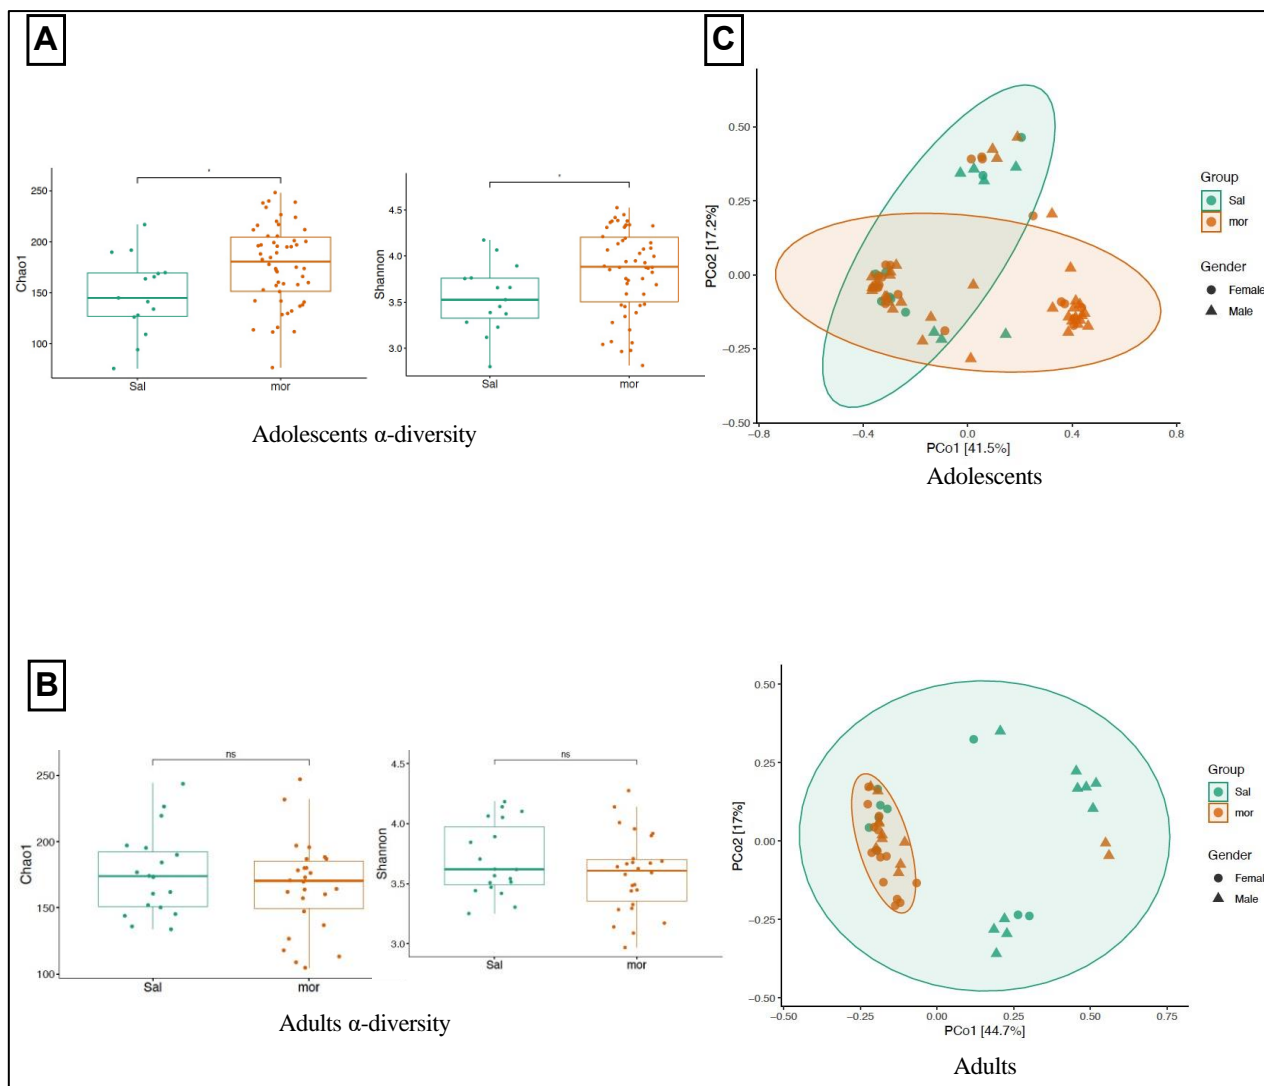 A
C
250
200
150
100
Chao1
*
Sal
mor
4.5
4.0
3.5
3.0
Shannon
*
Sal
mor
Adolescents α-diversity
0.50
0.25
0.00
−0.25
−0.50
PCo2 [17.2%]
−0.8
−0.4
0.0
0.4
0.8
PCo1 [41.5%]
Adolescents
Group
Sal
mor
Gender
Female
Male
B
250
200
150
100
Chao1
ns
Sal
mor
4.5
4.0
3.5
3.0
Shannon
ns
Sal
mor
Adults α-diversity
0.50
0.25
0.00
−0.25
−0.50
PCo2 [17%]
−0.50
−0.25
0.00
0.25
0.50
0.75
PCo1 [44.7%]
Adults
Group
Sal
mor
Gender
Femal
Male